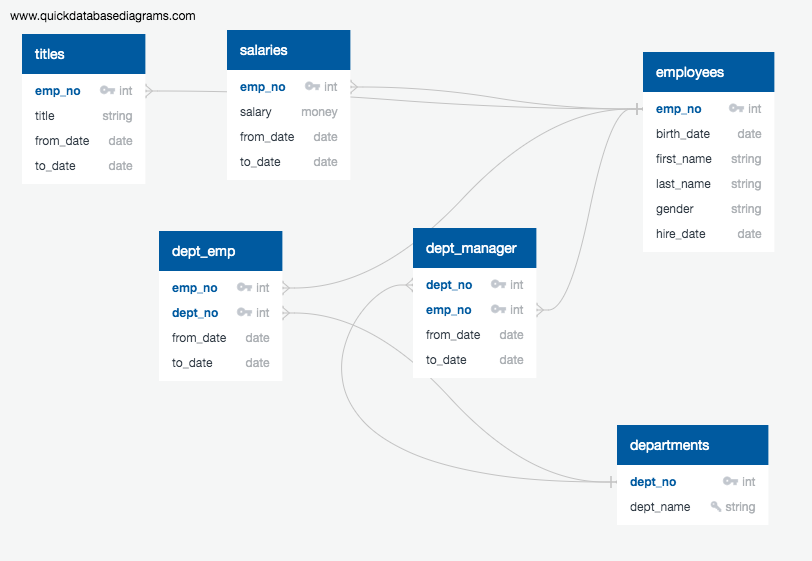 www.quickdatabasediagrams.com
titles
emp_no int
title string
from_date date
to_date date
salaries
emp_no int
salary money
from_date date
to_date date
employees
emp_no int
birth_date date
first_name string
last_name string
gender string
hire_date date
dept_emp
emp_no int
dept_no int
from_date date
to_date date
dept_manager
dept_no int
emp_no int
from_date date
to_date date
departments
dept_no int
dept_name string